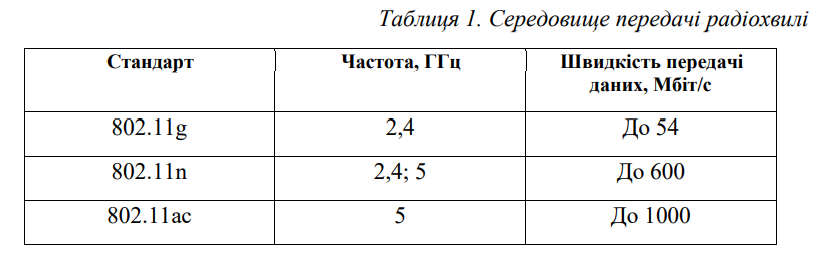 Таблиця 1. Середовище передачі радіохвилі
Стандарт
Частота, ГГц
Швидкість передачі
даних, Мбіт/с
802.11g
2,4
До 54
802.11n
2,4; 5
До 600
802.11ac
5
До 1000